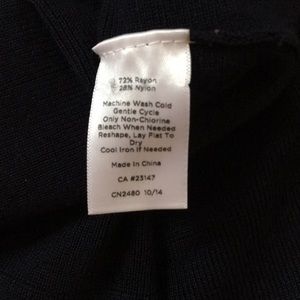 72% Rayon
28% Nylon
Machine Wash Cold
Gentle Cycle
Only Non-Chlorine
Bleach When Needed
Reshape, Lay Flat To
Dry
Cool Iron If Needed
Made In China
CA #23147
CN2480 10/14